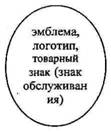 эмблема,
логотип,
товарный
знак (знак
обслуживан
ия)